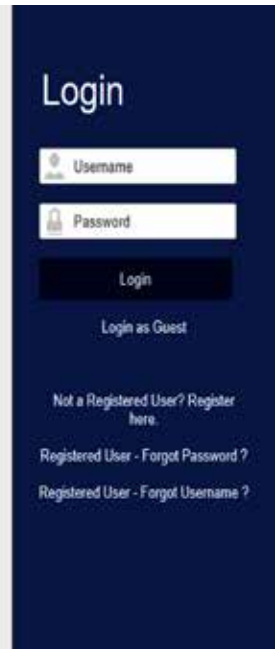 Login
Username
Password
Login
Login as Guest
Not a Registered User? Register
here.
Registered User - Forgot Password ?
Registered User - Forgot Username ?